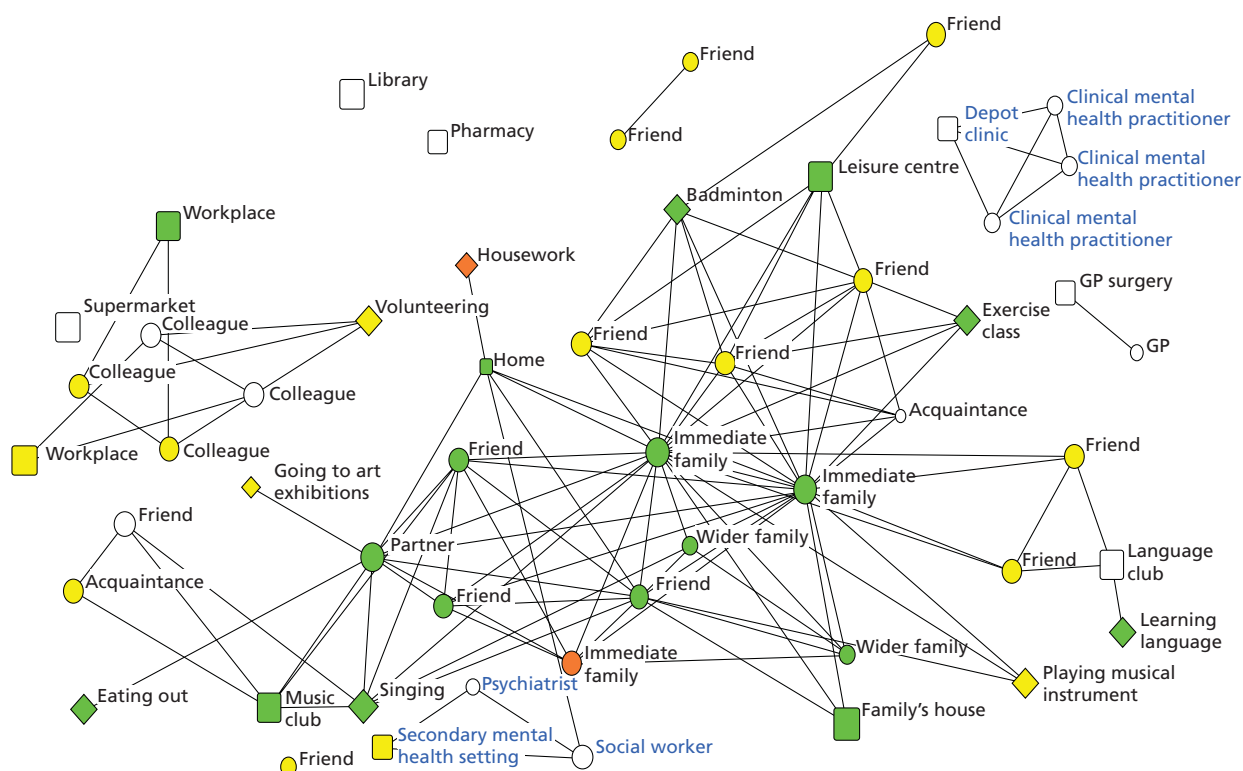 Friend
Friend
Library
Friend
Pharmacy
Depot
clinic
Clinical mental
health practitioner
Clinical mental
health practitioner
Clinical mental
health practitioner
Leisure centre
Badminton
Workplace
Housework
Friend
GP surgery
Supermarket
Colleague
Volunteering
Exercise
class
Friend
Friend
GP
Home
Colleague
Colleague
Acquaintance
Workplace
Colleague
Friend
Immediate
family
Friend
Going to art
exhibitions
Immediate
family
Friend
Partner
Wider family
Friend
Language
club
Acquaintance
Friend
Friend
Learning
language
Immediate
family
Wider family
Playing musical
instrument
Eating out
Music
club
Singing
Psychiatrist
Family's house
Secondary mental
health setting
Social worker
Friend